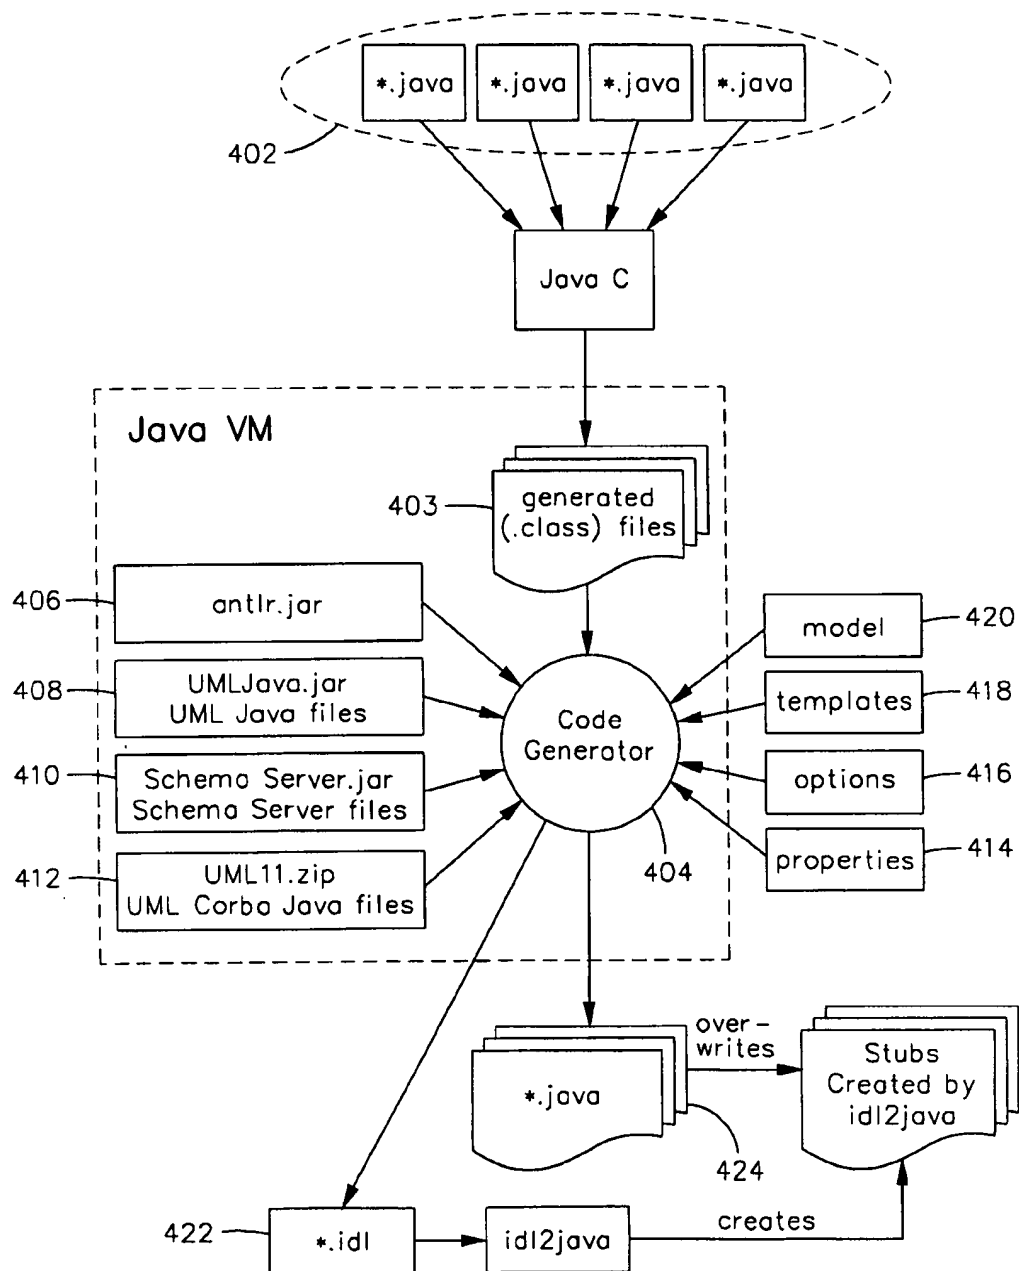 *.java
*.java
*.java
*.java
402
Java C
Java VM
403
generated
(.class) files
406
antlr.jar
420
model
408
UMLJava.jar
UML Java files
418
templates
Code
Generator
410
Schema Server.jar
Schema Server files
416
options
412
UML11.zip
UML Corba Java files
404
414
properties
over-
writes
Stubs
Created by
idl2java
*.java
424
422
*.idl
idl2java
creates